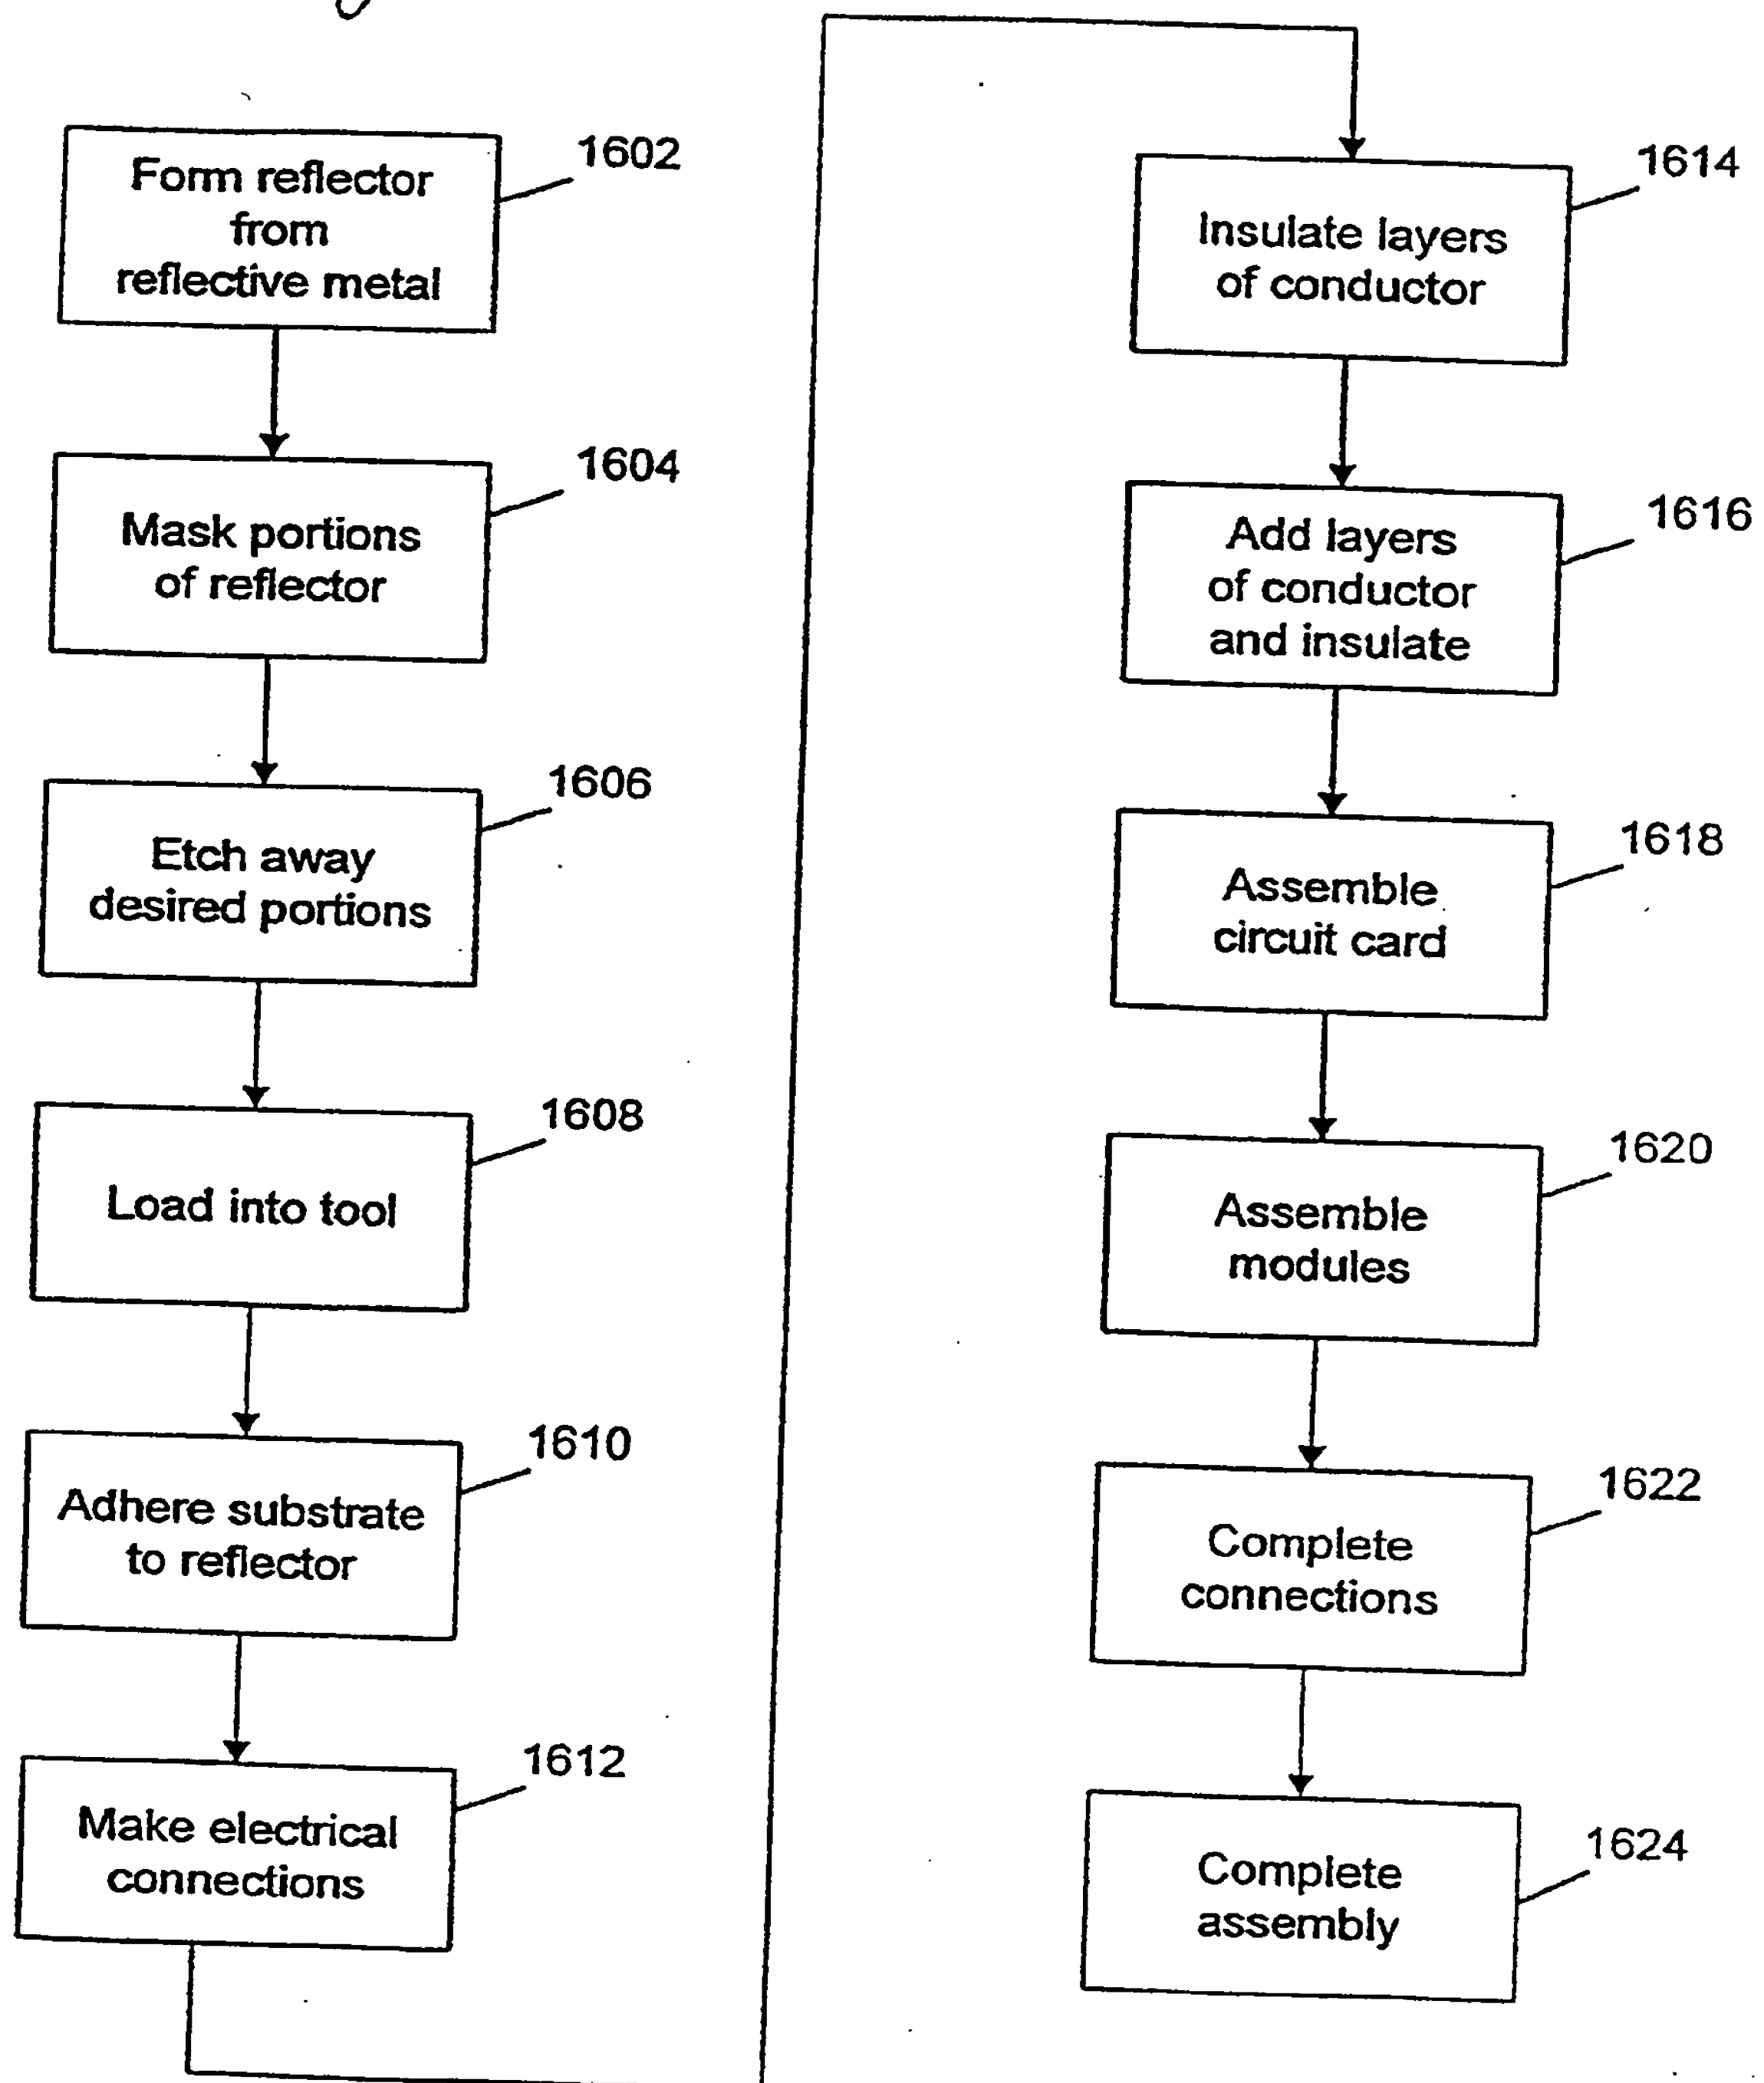 Form reflector
from
reflective metal
1602
Mask portions
of reflector
1604
Etch away
desired portions
1606
Load into tool
1608
Adhere substrate
to reflector
1610
Make electrical
connections
1612
Insulate layers
of conductor
1614
Add layers
of conductor
and insulate
1616
Assemble
circuit card
1618
Assemble
modules
1620
Complete
connections
1622
Complete
assembly
1624